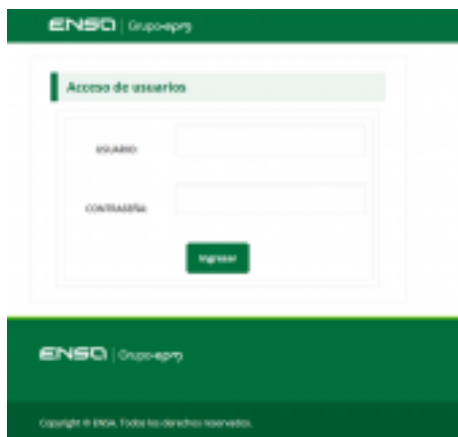 ENSA | Grupo·epm
Acceso de usuarios
USUARIO:
CONTRASEÑA:
Ingresar
ENSA | Grupo·epm
Copyright © ENSA. Todos los derechos reservados.